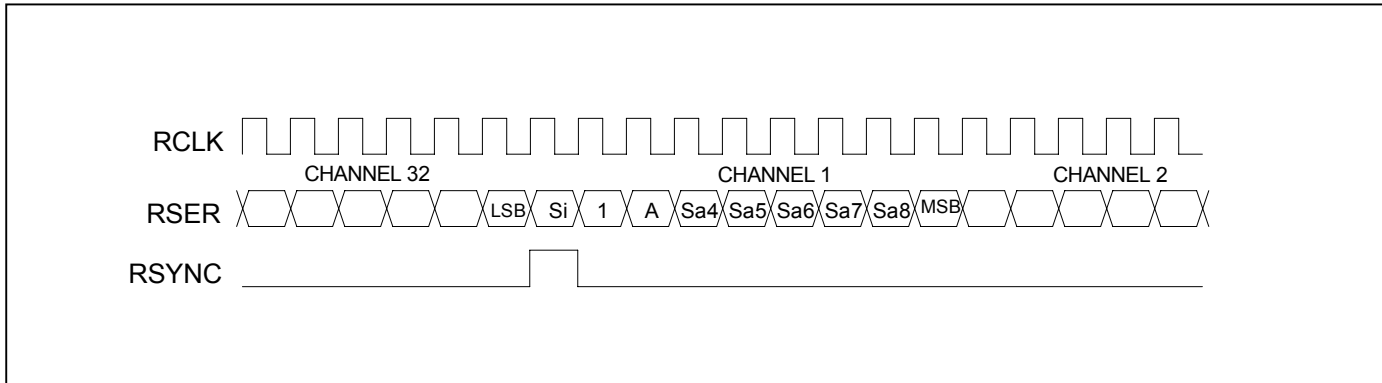 RCLK
CHANNEL 32 CHANNEL 1 CHANNEL 2
RSER LSB Si 1 A Sa4 Sa5 Sa6 Sa7 Sa8 MSB
RSYNC